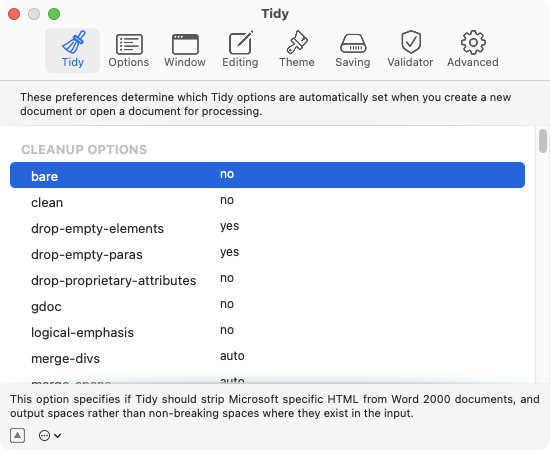 Tidy
Tidy Options Window Editing Theme Saving Validator Advanced
These preferences determine which Tidy options are automatically set when you create a new
document or open a document for processing.
CLEANUP OPTIONS
bare no
clean no
drop-empty-elements yes
drop-empty-paras yes
drop-proprietary-attributes no
gdoc no
logical-emphasis no
merge-divs auto
merge-spans auto
This option specifies if Tidy should strip Microsoft specific HTML from Word 2000 documents, and
output spaces rather than non-breaking spaces where they exist in the input.